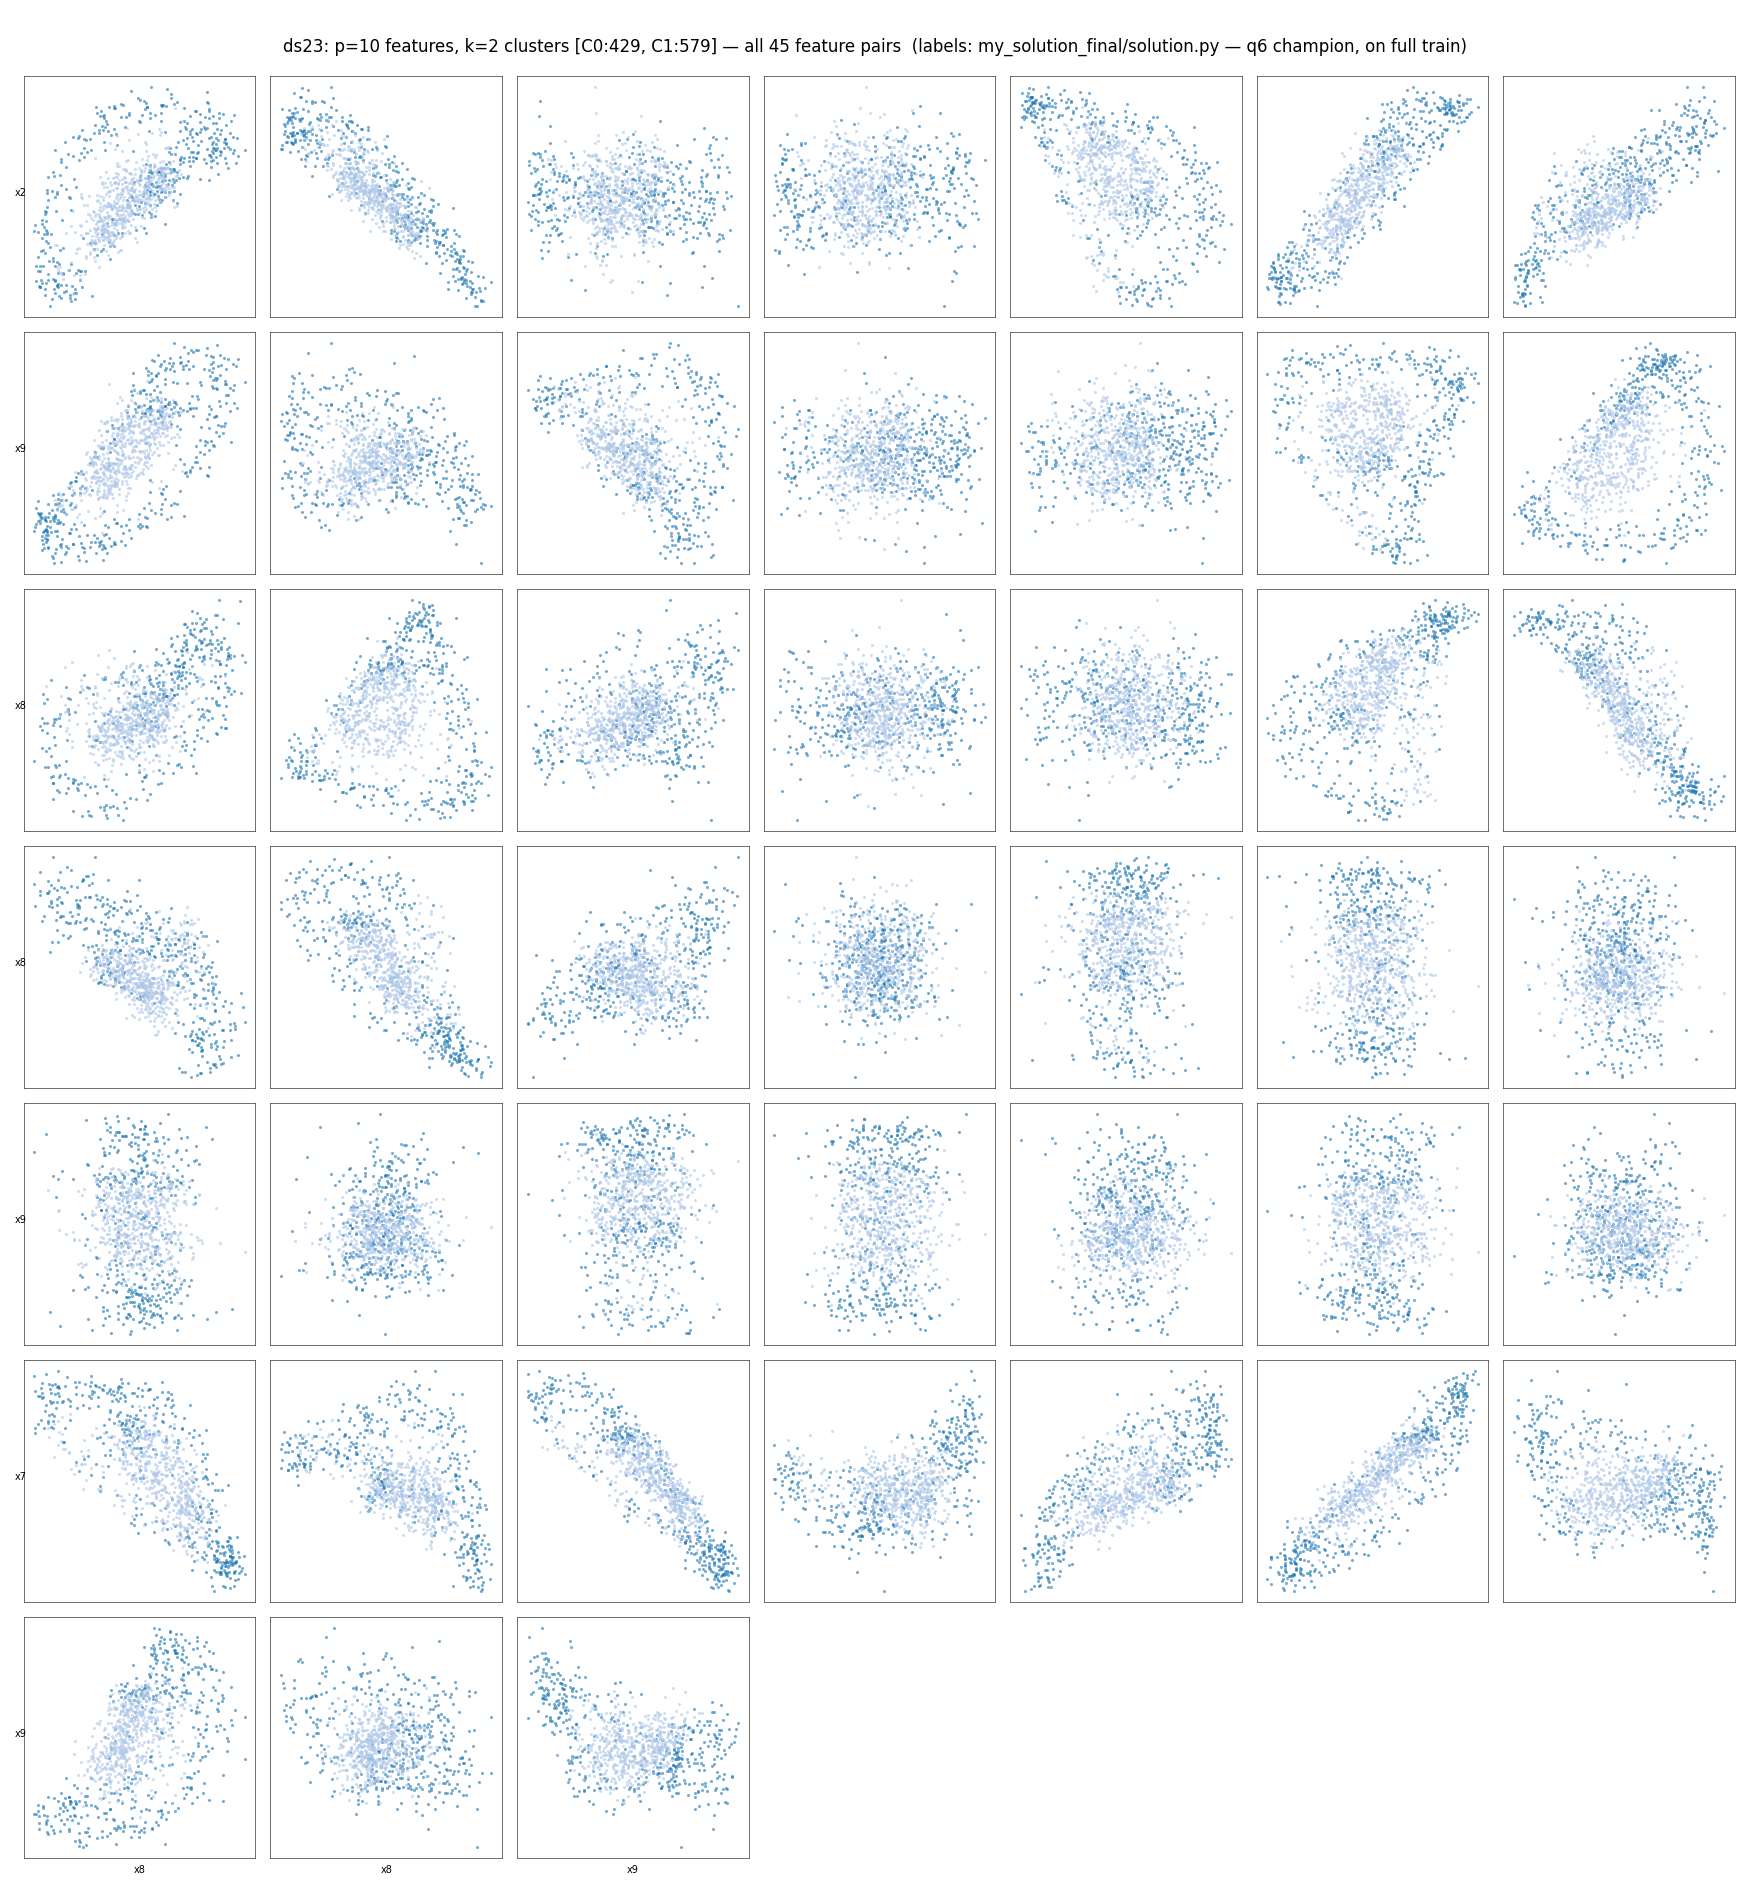 ds23: p=10 features, k=2 clusters [C0:429, C1:579] — all 45 feature pairs  (labels: my_solution_final/solution.py — q6 champion, on full train)
x2
x9
x8
x8
x9
x7
x9
x8
x8
x9